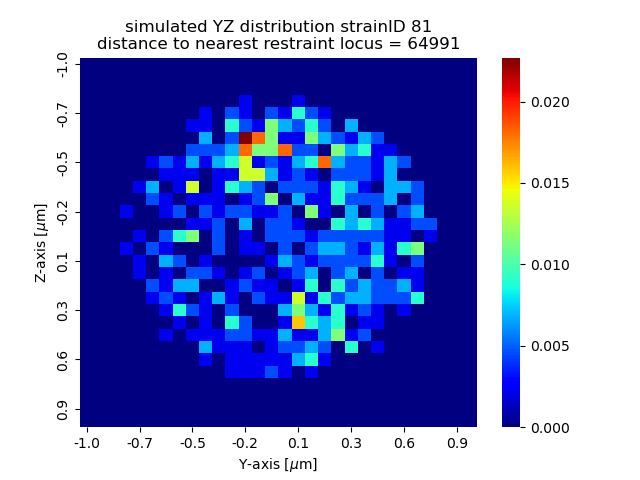 simulated YZ distribution strainID 81
distance to nearest restraint locus = 64991
-1.0
-0.7
-0.5
-0.2
0.1
0.3
0.6
0.9
Z-axis [μm]
-1.0 -0.7 -0.5 -0.2 0.1 0.3 0.6 0.9
Y-axis [μm]
0.020
0.015
0.010
0.005
0.000